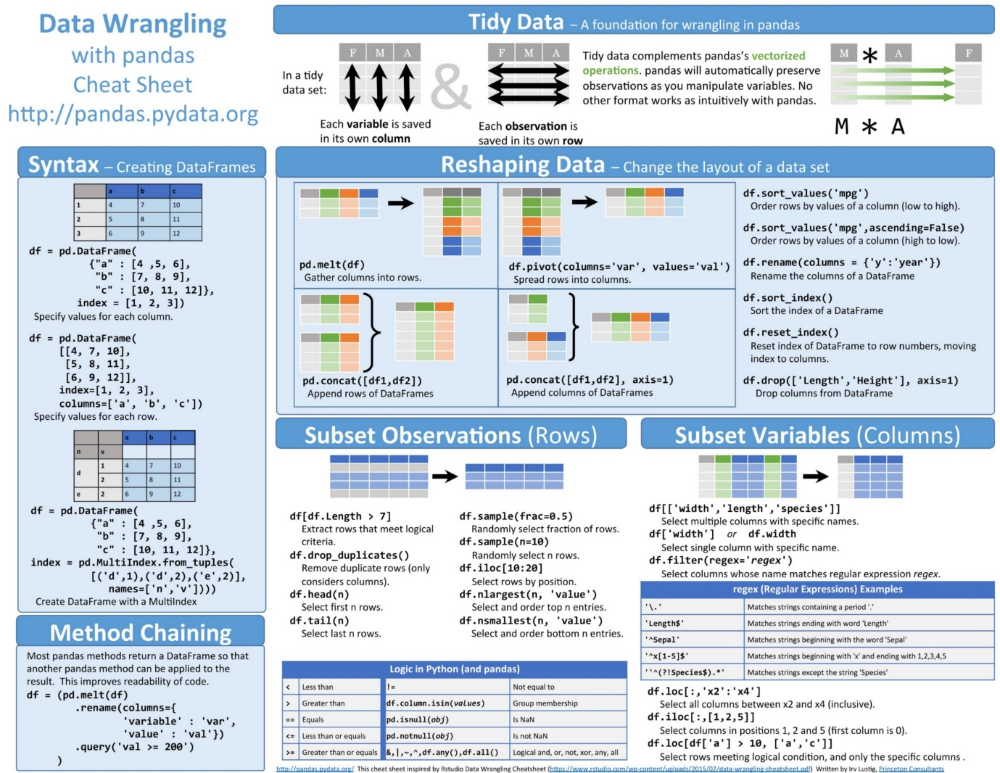 Data Wrangling
with pandas
Cheat Sheet
http://pandas.pydata.org
Tidy Data – A foundation for wrangling in pandas
In a tidy
data set:
F M A
Each variable is saved
in its own column
&
F M A
Each observation is
saved in its own row
Tidy data complements pandas's vectorized
operations. pandas will automatically preserve
observations as you manipulate variables. No
other format works as intuitively with pandas.
M * A F
M * A
Syntax – Creating DataFrames
a b c
1 4 7 10
2 5 8 11
3 6 9 12
df = pd.DataFrame(
{"a" : [4 ,5, 6],
"b" : [7, 8, 9],
"c" : [10, 11, 12]},
index = [1, 2, 3])
Specify values for each column.
df = pd.DataFrame(
[[4, 7, 10],
[5, 8, 11],
[6, 9, 12]],
index=[1, 2, 3],
columns=['a', 'b', 'c'])
Specify values for each row.
a b c
n v
d 1 4 7 10
2 5 8 11
e 2 6 9 12
df = pd.DataFrame(
{"a" : [4 ,5, 6],
"b" : [7, 8, 9],
"c" : [10, 11, 12]},
index = pd.MultiIndex.from_tuples(
[('d',1),('d',2),('e',2)],
names=['n','v'])))
Create DataFrame with a MultiIndex
Method Chaining
Most pandas methods return a DataFrame so that
another pandas method can be applied to the
result. This improves readability of code.
df = (pd.melt(df)
.rename(columns={
'variable' : 'var',
'value' : 'val'})
.query('val >= 200')
)
Reshaping Data – Change the layout of a data set
pd.melt(df)
Gather columns into rows.
df.pivot(columns='var', values='val')
Spread rows into columns.
pd.concat([df1,df2])
Append rows of DataFrames
pd.concat([df1,df2], axis=1)
Append columns of DataFrames
df.sort_values('mpg')
Order rows by values of a column (low to high).
df.sort_values('mpg',ascending=False)
Order rows by values of a column (high to low).
df.rename(columns = {'y':'year'})
Rename the columns of a DataFrame
df.sort_index()
Sort the index of a DataFrame
df.reset_index()
Reset index of DataFrame to row numbers, moving
index to columns.
df.drop(['Length','Height'], axis=1)
Drop columns from DataFrame
Subset Observations (Rows)
df[df.Length > 7]
Extract rows that meet logical
criteria.
df.drop_duplicates()
Remove duplicate rows (only
considers columns).
df.head(n)
Select first n rows.
df.tail(n)
Select last n rows.
df.sample(frac=0.5)
Randomly select fraction of rows.
df.sample(n=10)
Randomly select n rows.
df.iloc[10:20]
Select rows by position.
df.nlargest(n, 'value')
Select and order top n entries.
df.nsmallest(n, 'value')
Select and order bottom n entries.
Logic in Python (and pandas)
< Less than != Not equal to
> Greater than df.column.isin(values) Group membership
== Equals pd.isnull(obj) Is NaN
<= Less than or equals pd.notnull(obj) Is not NaN
>= Greater than or equals &,|,~,^,df.any(),df.all() Logical and, or, not, xor, any, all
Subset Variables (Columns)
df[['width','length','species']]
Select multiple columns with specific names.
df['width'] or df.width
Select single column with specific name.
df.filter(regex='regex')
Select columns whose name matches regular expression regex.
regex (Regular Expressions) Examples
'\.' Matches strings containing a period '.'
'Length$' Matches strings ending with word 'Length'
'^Sepal' Matches strings beginning with the word 'Sepal'
'^x[1-5]$' Matches strings beginning with 'x' and ending with 1,2,3,4,5
''^(?!Species$).*' Matches strings except the string 'Species'
df.loc[:,'x2':'x4']
Select all columns between x2 and x4 (inclusive).
df.iloc[:,[1,2,5]]
Select columns in positions 1, 2 and 5 (first column is 0).
df.loc[df['a'] > 10, ['a','c']]
Select rows meeting logical condition, and only the specific columns .
http://pandas.pydata.org/ This cheat sheet inspired by Rstudio Data Wrangling Cheatsheet (https://www.rstudio.com/wp-content/uploads/2015/02/data-wrangling-cheatsheet.pdf) Written by Irv Lustig, Princeton Consultants